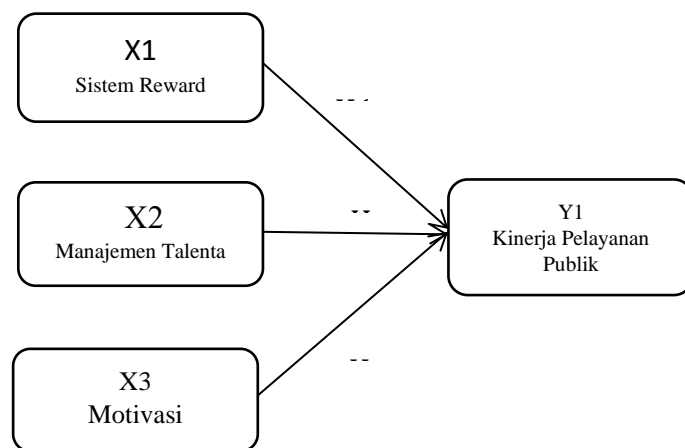 X1
Sistem Reward
X2
Manajemen Talenta
Y1
Kinerja Pelayanan
Publik
X3
Motivasi